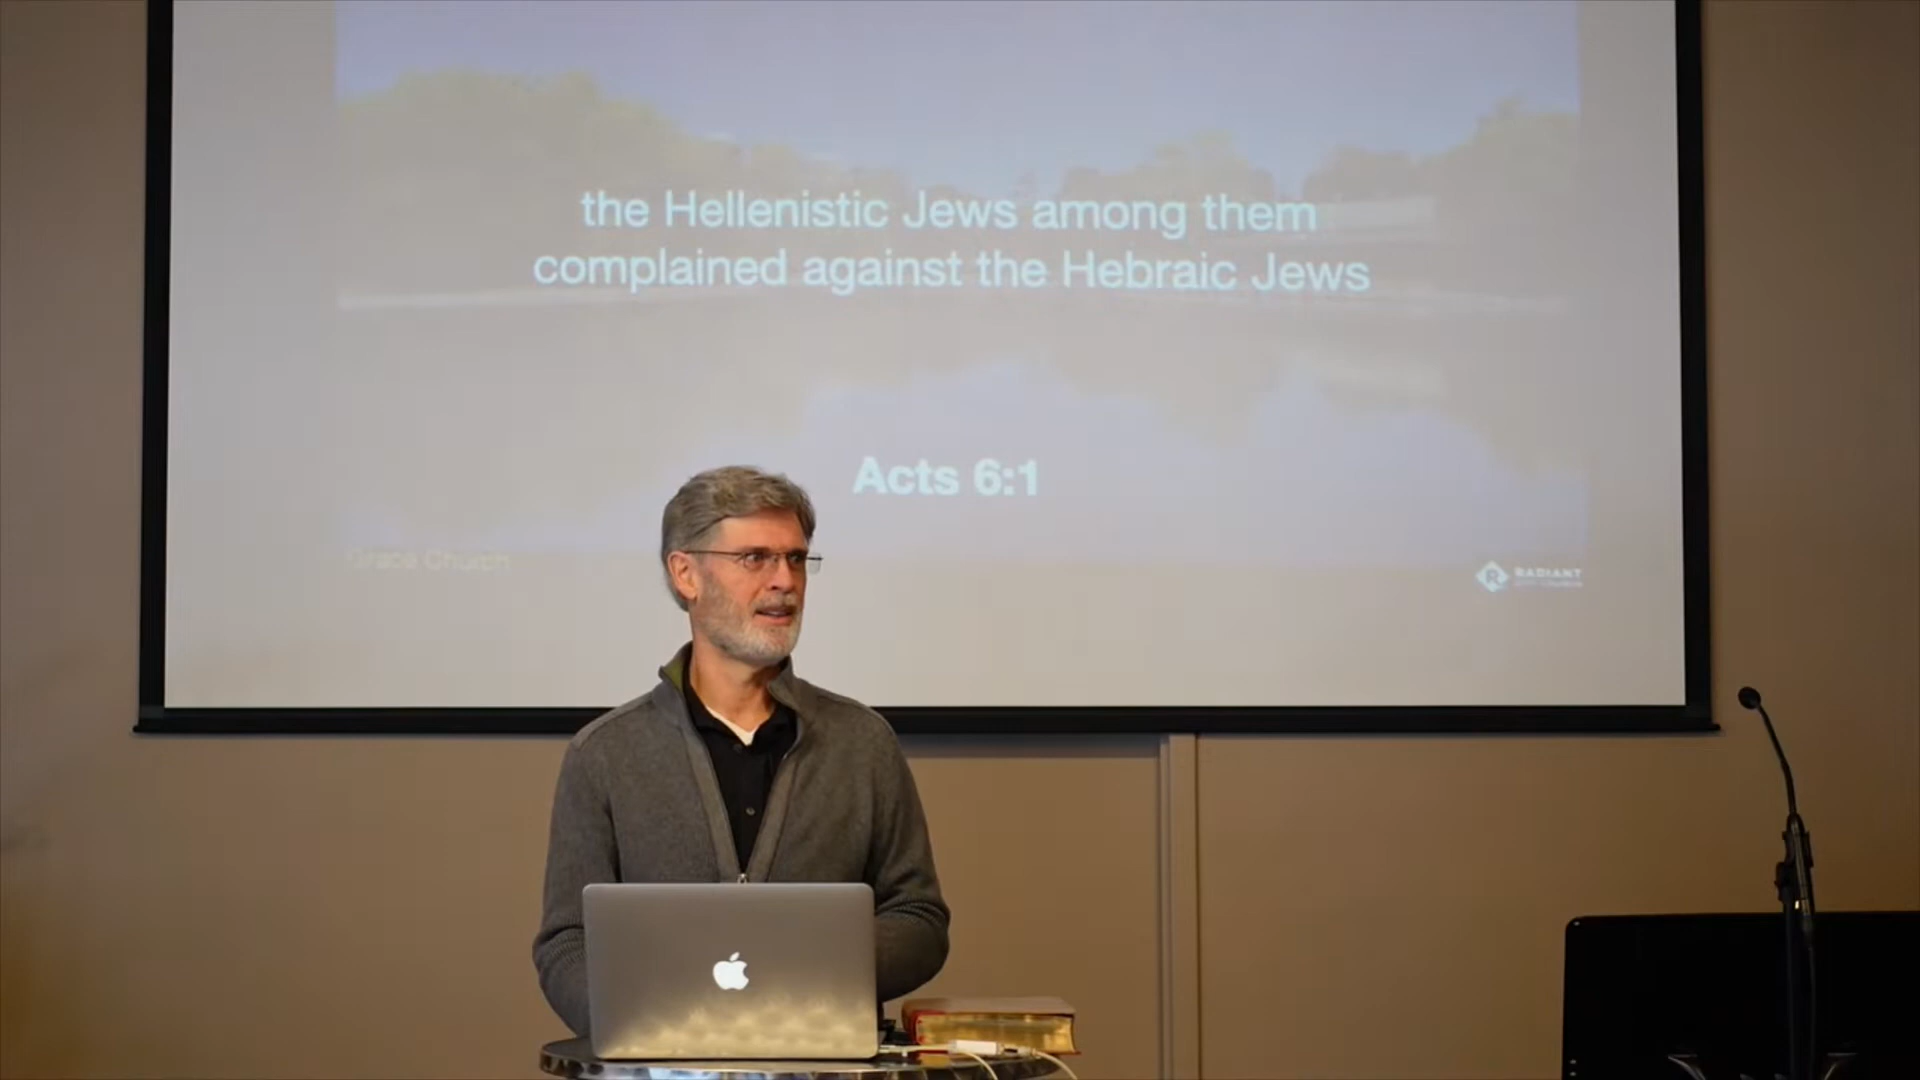 the Hellenistic Jews among them
complained against the Hebraic Jews
Acts 6:1
Grace Church
RADIANT